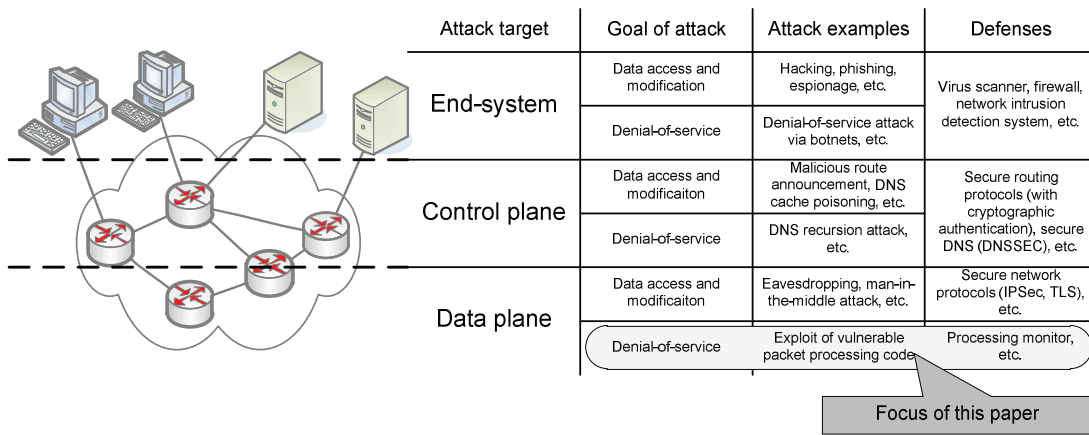 Attack target
Goal of attack
Attack examples
Defenses
End-system
Data access and
modification
Hacking, phishing,
espionage, etc.
Virus scanner, firewall,
network intrusion
detection system, etc.
Denial-of-service
Denial-of-service attack
via botnets, etc.
Control plane
Data access and
modificaiton
Malicious route
announcement, DNS
cache poisoning, etc.
Secure routing
protocols (with
cryptographic
authentication), secure
DNS (DNSSEC), etc.
Denial-of-service
DNS recursion attack,
etc.
Data plane
Data access and
modificaiton
Eavesdropping, man-in-
the-middle attack, etc.
Secure network
protocols (IPSec, TLS),
etc.
Denial-of-service
Exploit of vulnerable
packet processing code
Processing monitor,
etc.
Focus of this paper